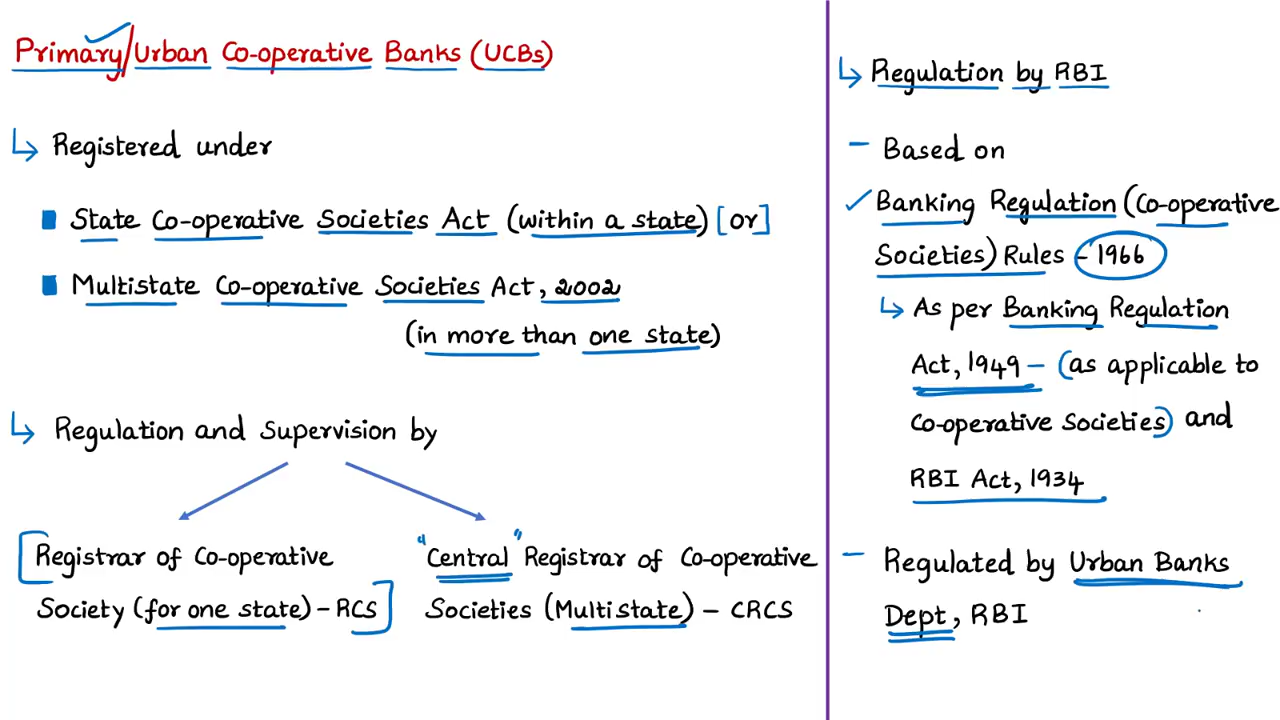 Primary/Urban Co-operative Banks (UCBs)
Registered under
State Co-operative Societies Act (within a state) [or]
Multistate Co-operative Societies Act, 2002
(in more than one state)
Regulation and Supervision by
Registrar of Co-operative
Society (for one state) - RCS
"Central" Registrar of Co-operative
Societies (Multistate) - CRCS
Regulation by RBI
- Based on
Banking Regulation (Co-operative
Societies) Rules - 1966
As per Banking Regulation
Act, 1949 - (as applicable to
Co-operative Societies) and
RBI Act, 1934
- Regulated by Urban Banks
Dept, RBI